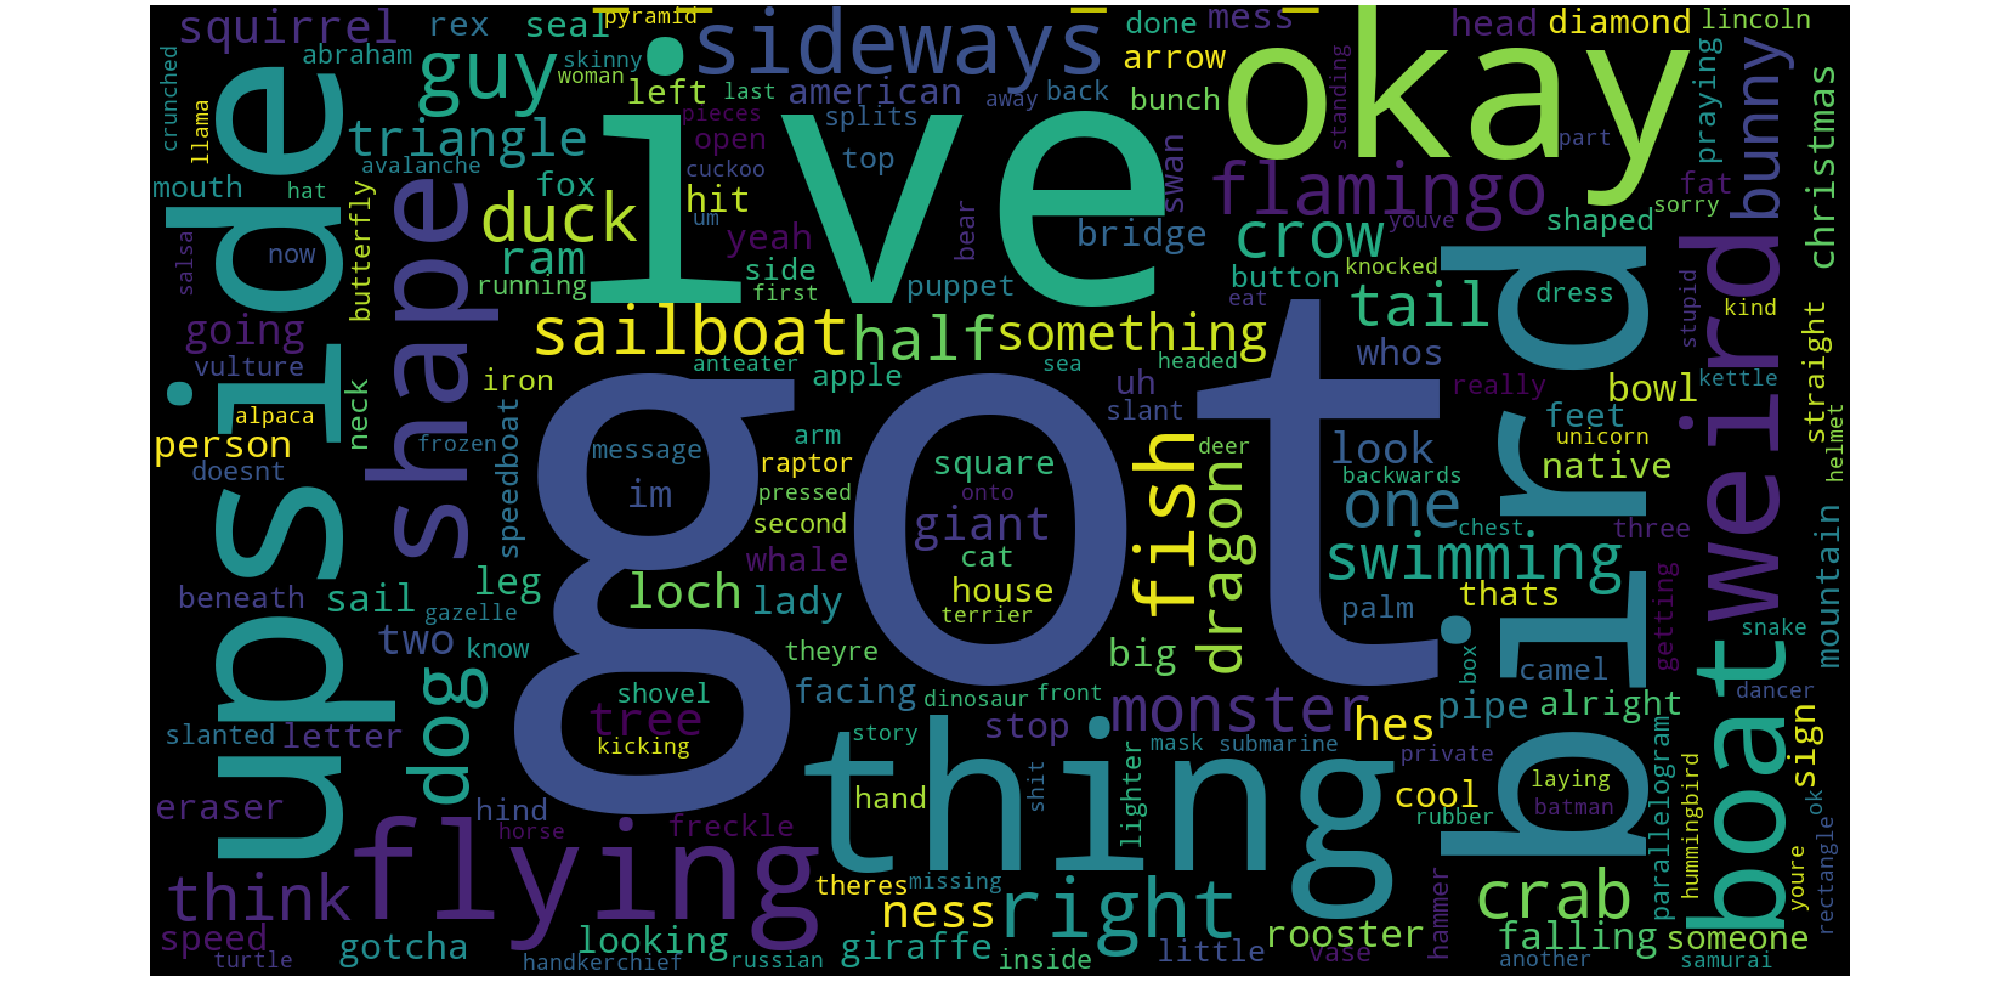 squirrel
rex
seal
pyramid
sideways
done
mess
head
diamond
lincoln
crunched
abraham
guy
skinny
woman
ive
arrow
okay
standing
praying
bunny
llama
upside
left
last
american
away
back
bunch
christmas
triangle
pieces
open
splits
top
part
mouth
hat
avalanche
cuckoo
swan
flamingo
fat
sorry
shape
fox
duck
hit
um
yeah
bear
bridge
crow
youve
shaped
salsa
now
butterfly
ram
running
side
first
puppet
button
knocked
bird
dress
weird
stupid
kind
going
sailboat
half
something
eat
tail
vulture
iron
anteater
apple
sea
headed
whos
straight
alpaca
neck
speedboat
got
uh
slant
really
bowl
kettle
person
frozen
message
arm
square
fish
deer
look
feet
unicorn
helmet
doesnt
im
raptor
pressed
onto
dragon
backwards
native
second
giant
one
chest
three
mountain
whale
cat
swimming
beneath
sail
leg
gazelle
loch
lady
house
terrier
palm
thats
getting
boat
snake
two
know
theyre
big
box
camel
dog
shovel
facing
dinosaur
front
monster
hes
pipe
alright
dancer
slanted
letter
tree
kicking
story
stop
mask
submarine
private
parallelogram
sign
eraser
hind
flying
horse
freckle
hand
thing
shit
lighter
cool
rubber
laying
batman
hummingbird
ok
think
theres
missing
ness
right
hammer
crab
youre
rectangle
speed
turtle
gotcha
looking
handkerchief
russian
giraffe
inside
little
rooster
vase
falling
another
someone
samurai